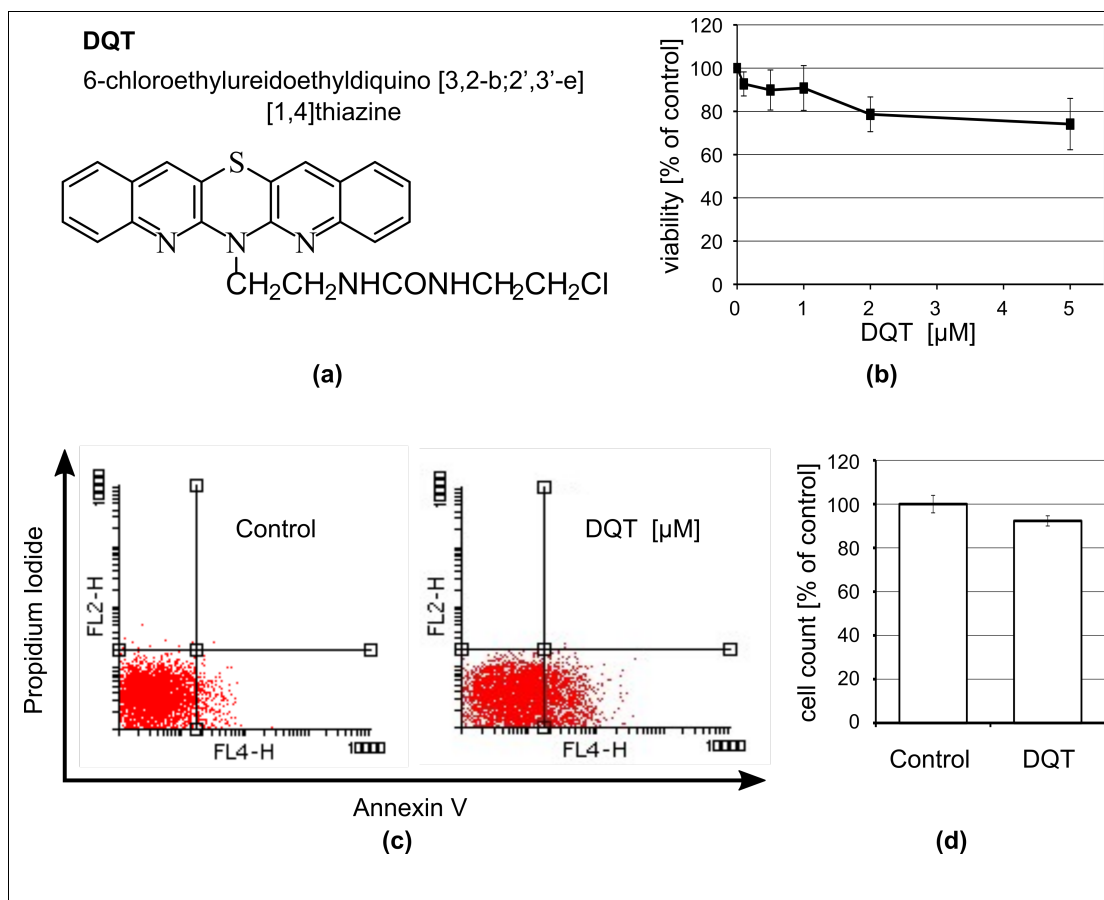 DQT
6-chloroethylureidoethyldiquino [3,2-b;2',3'-e]
[1,4]thiazine
S
N N N
CH2CH2NHCONHCH2CH2Cl
(a)
viability [% of control]
120
100
80
60
40
20
0
0 1 2 3 4 5
DQT [µM]
(b)
Propidium Iodide
FL2-H
Control
FL4-H
FL2-H
DQT [µM]
FL4-H
Annexin V
(c)
cell count [% of control]
120
100
80
60
40
20
0
Control DQT
(d)